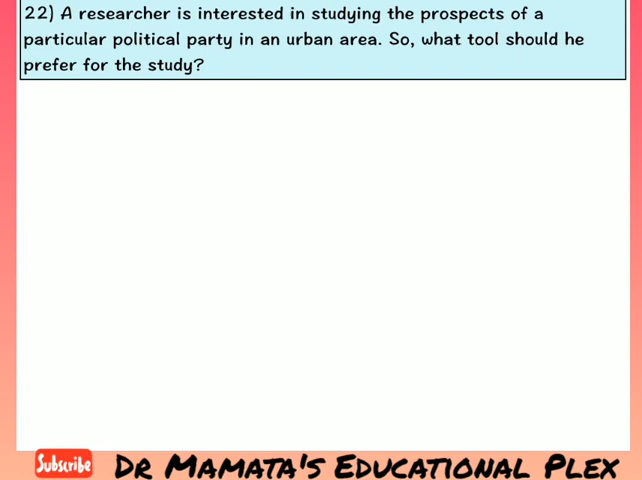 22) A researcher is interested in studying the prospects of a
particular political party in an urban area. So, what tool should he
prefer for the study?
Subscribe
DR MAMATA'S EDUCATIONAL PLEX